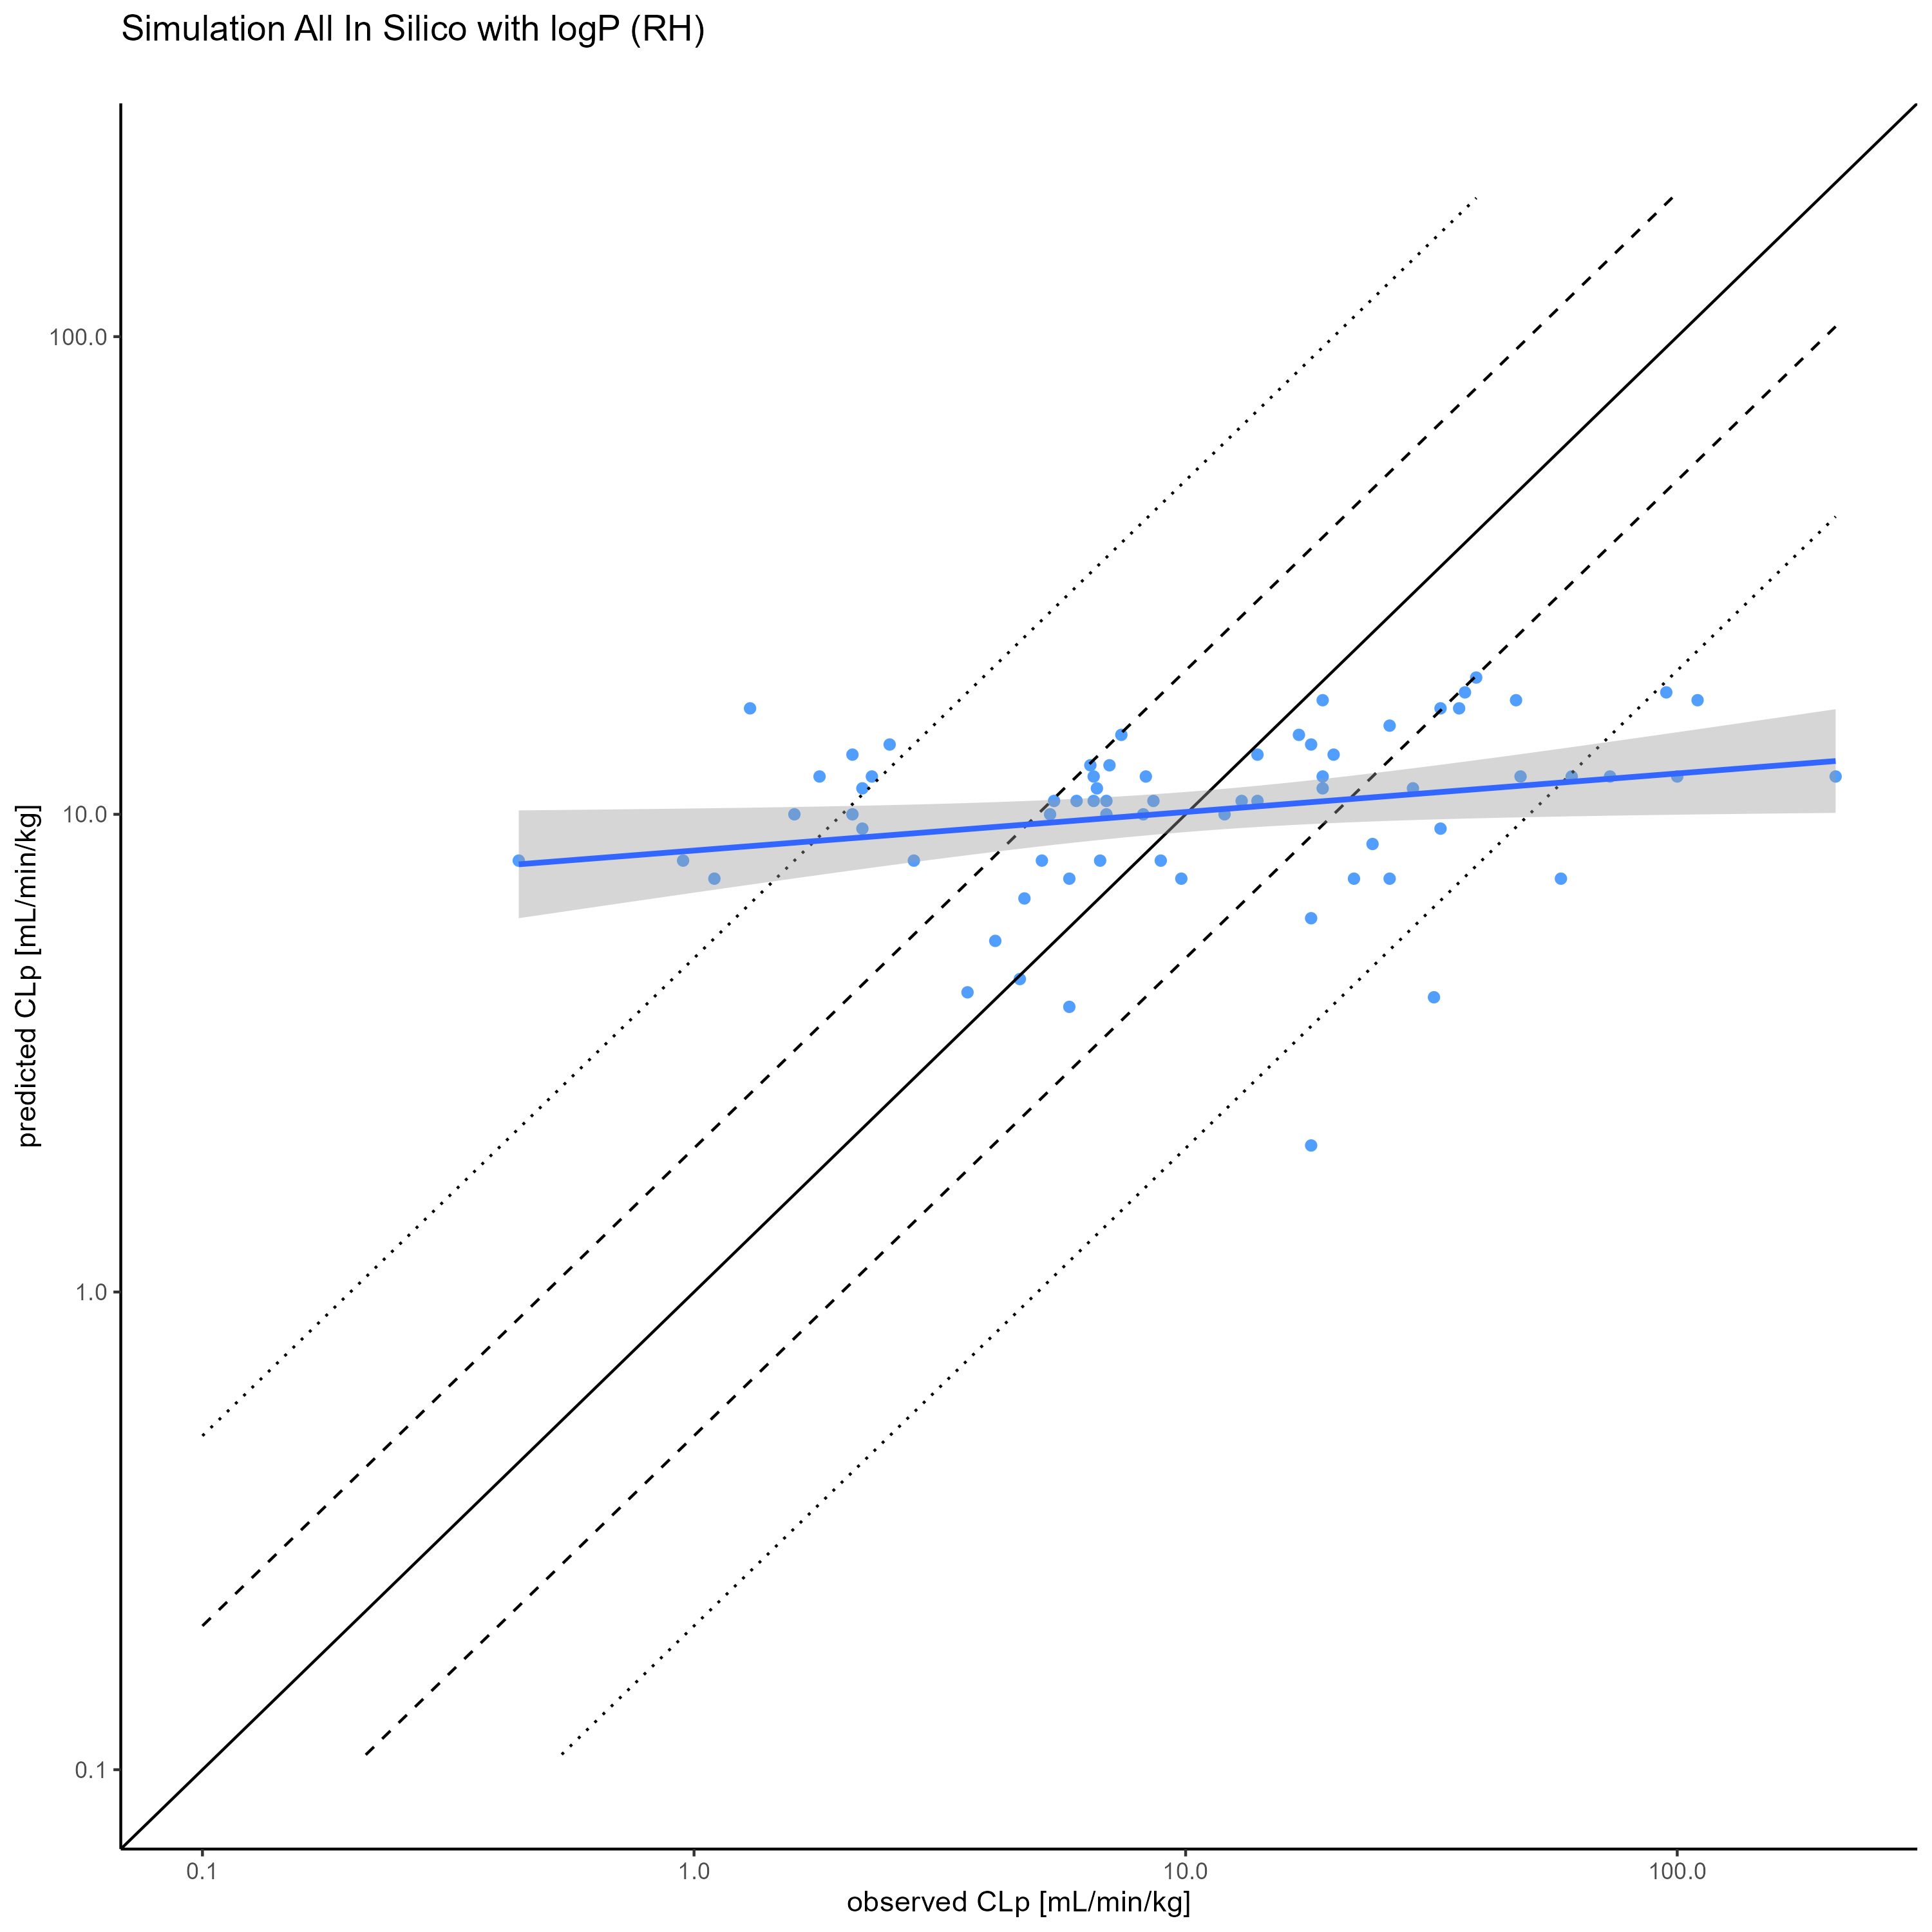 Simulation All In Silico with logP (RH)
100.0
10.0
1.0
0.1
predicted CLp [mL/min/kg]
0.1 1.0 10.0 100.0
observed CLp [mL/min/kg]